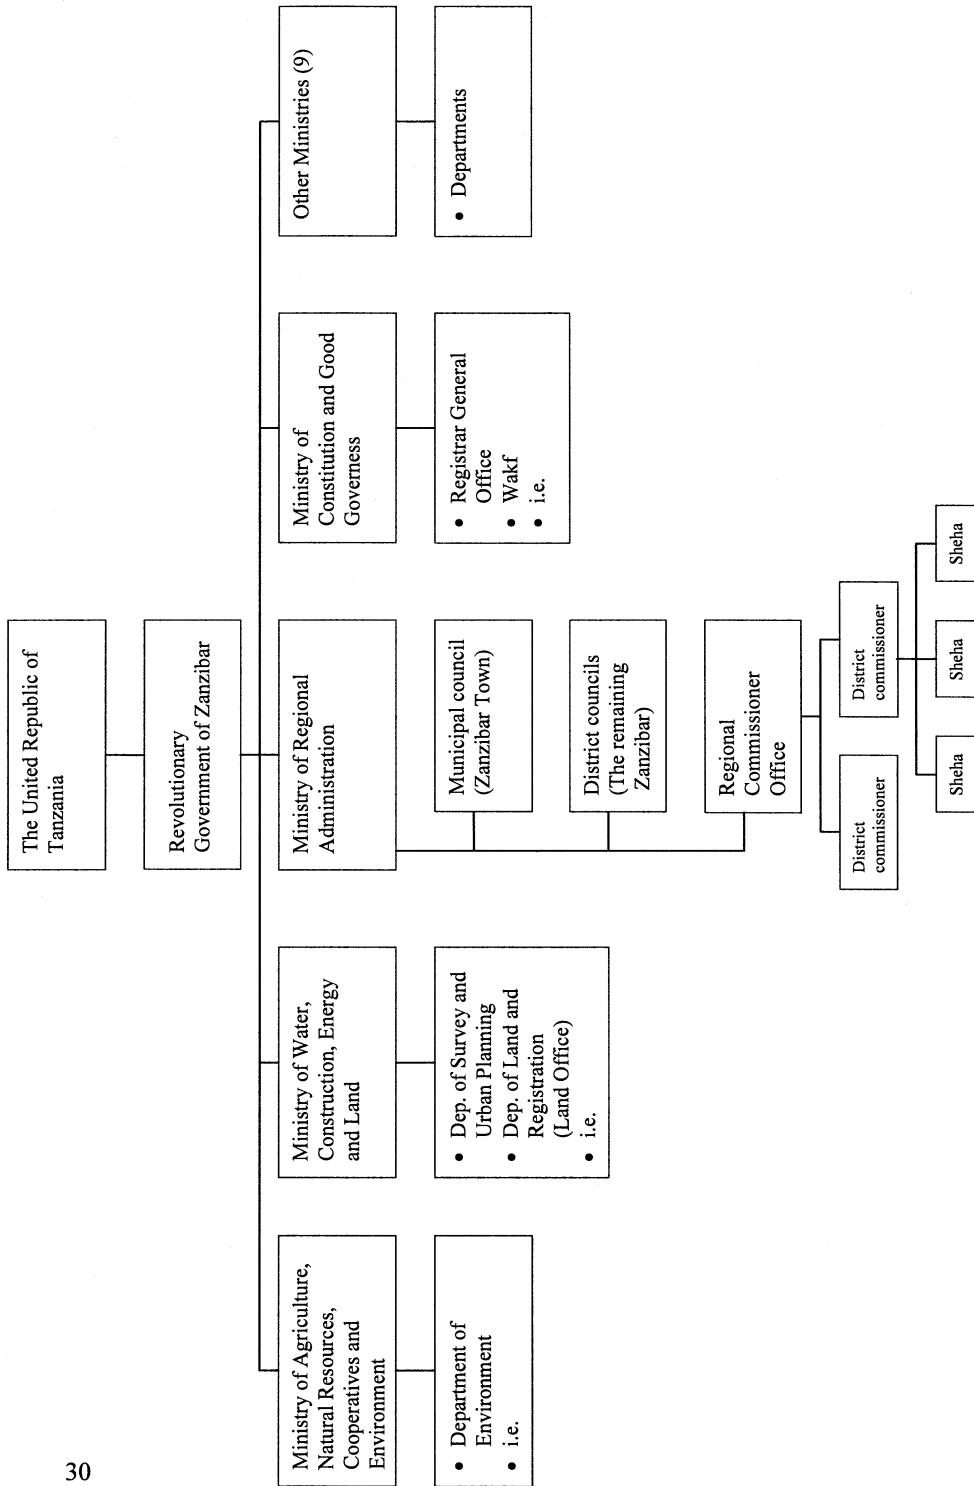 The United Republic of
Tanzania
Revolutionary
Government of Zanzibar
Ministry of Agriculture,
Natural Resources,
Cooperatives and
Environment
• Department of
Environment
• i.e.
Ministry of Water,
Construction, Energy
and Land
• Dep. of Survey and
Urban Planning
• Dep. of Land and
Registration
(Land Office)
• i.e.
Ministry of Regional
Administration
Municipal council
(Zanzibar Town)
District councils
(The remaining
Zanzibar)
Regional
Commissioner
Office
District
commissioner
District
commissioner
Sheha
Sheha
Sheha
Ministry of
Constitution and Good
Governess
• Registrar General
Office
• Wakf
• i.e.
Other Ministries (9)
• Departments
30